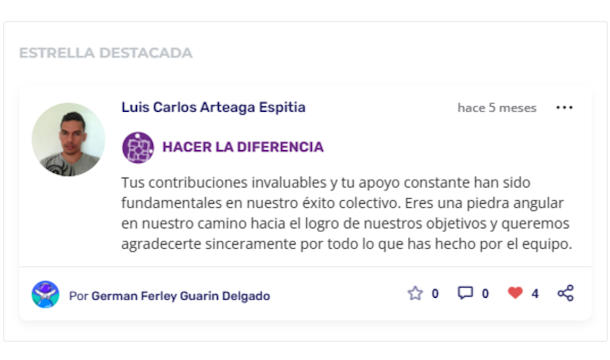 ESTRELLA DESTACADA
Luis Carlos Arteaga Espitia hace 5 meses
HACER LA DIFERENCIA
Tus contribuciones invaluables y tu apoyo constante han sido
fundamentales en nuestro éxito colectivo. Eres una piedra angular
en nuestro camino hacia el logro de nuestros objetivos y queremos
agradecerte sinceramente por todo lo que has hecho por el equipo.
Por German Ferley Guarin Delgado 0 0 4